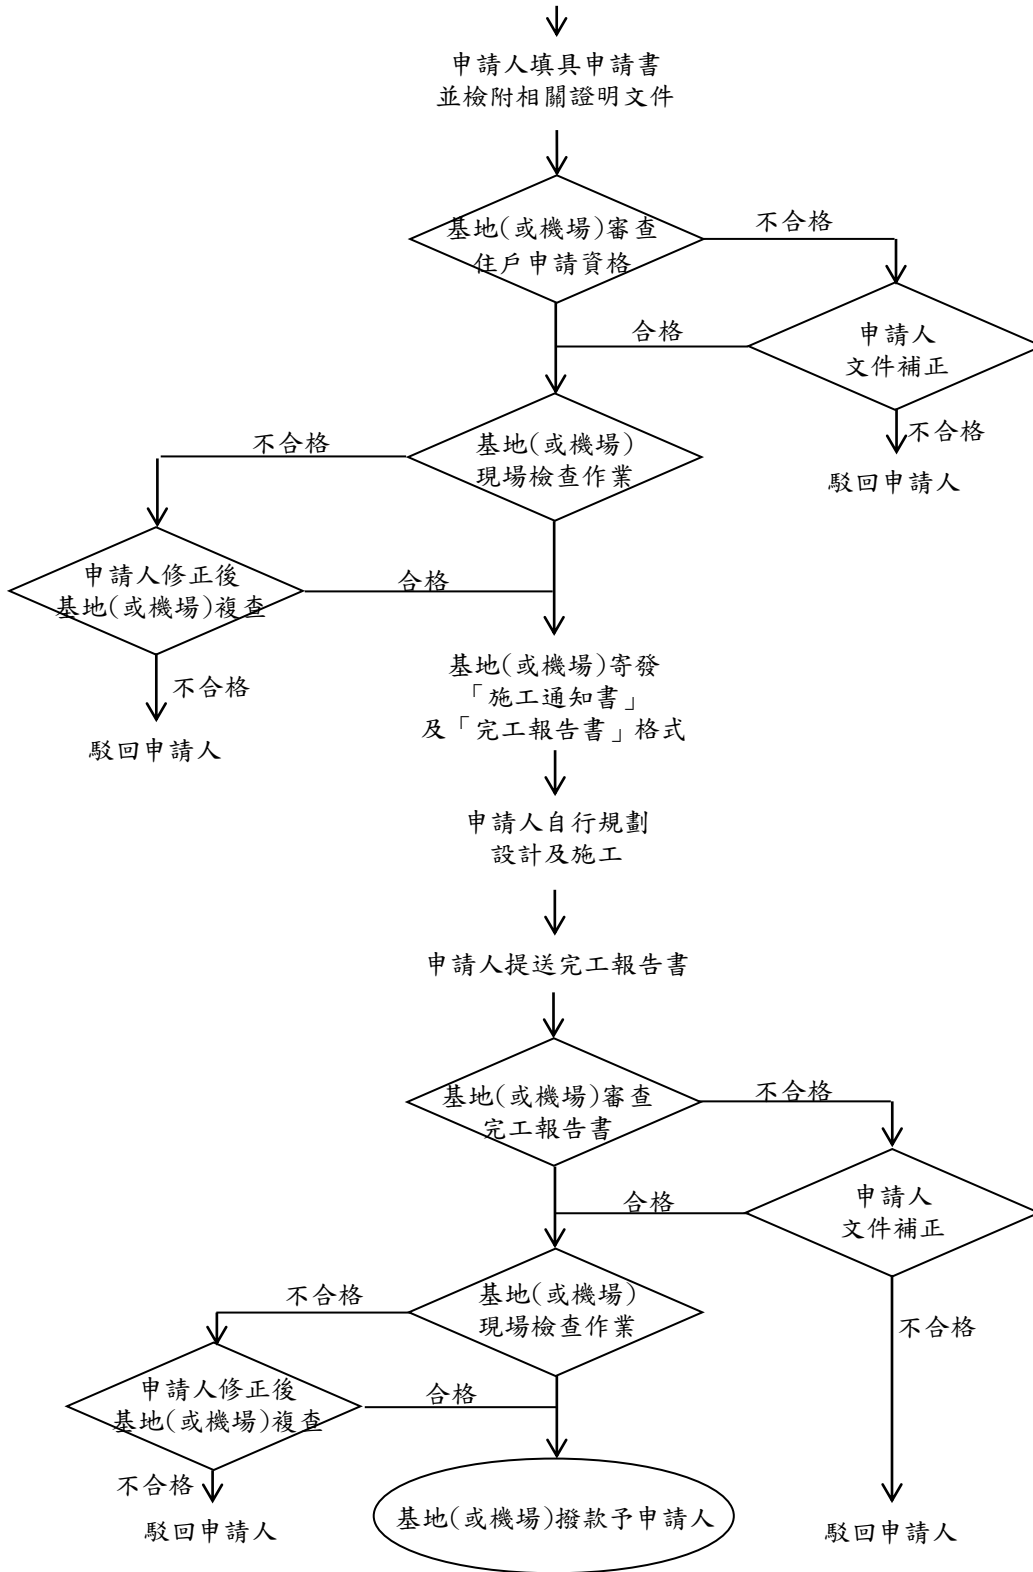 申請人填具申請書
並檢附相關證明文件
基地(或機場)審查
住戶申請資格
不合格
合格
申請人
文件補正
不合格
駁回申請人
不合格
基地(或機場)
現場檢查作業
申請人修正後
基地(或機場)複查
合格
不合格
駁回申請人
基地(或機場)寄發
「施工通知書」
及「完工報告書」格式
申請人自行規劃
設計及施工
申請人提送完工報告書
基地(或機場)審查
完工報告書
不合格
合格
申請人
文件補正
不合格
基地(或機場)
現場檢查作業
不合格
申請人修正後
基地(或機場)複查
合格
不合格
駁回申請人
基地(或機場)撥款予申請人
駁回申請人